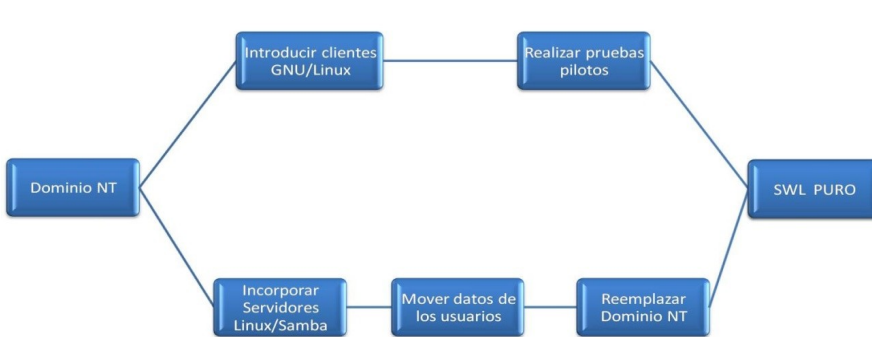 Introducir clientes
GNU/Linux
Realizar pruebas
pilotos
Dominio NT
SWL PURO
Incorporar
Servidores
Linux/Samba
Mover datos de
los usuarios
Reemplazar
Dominio NT